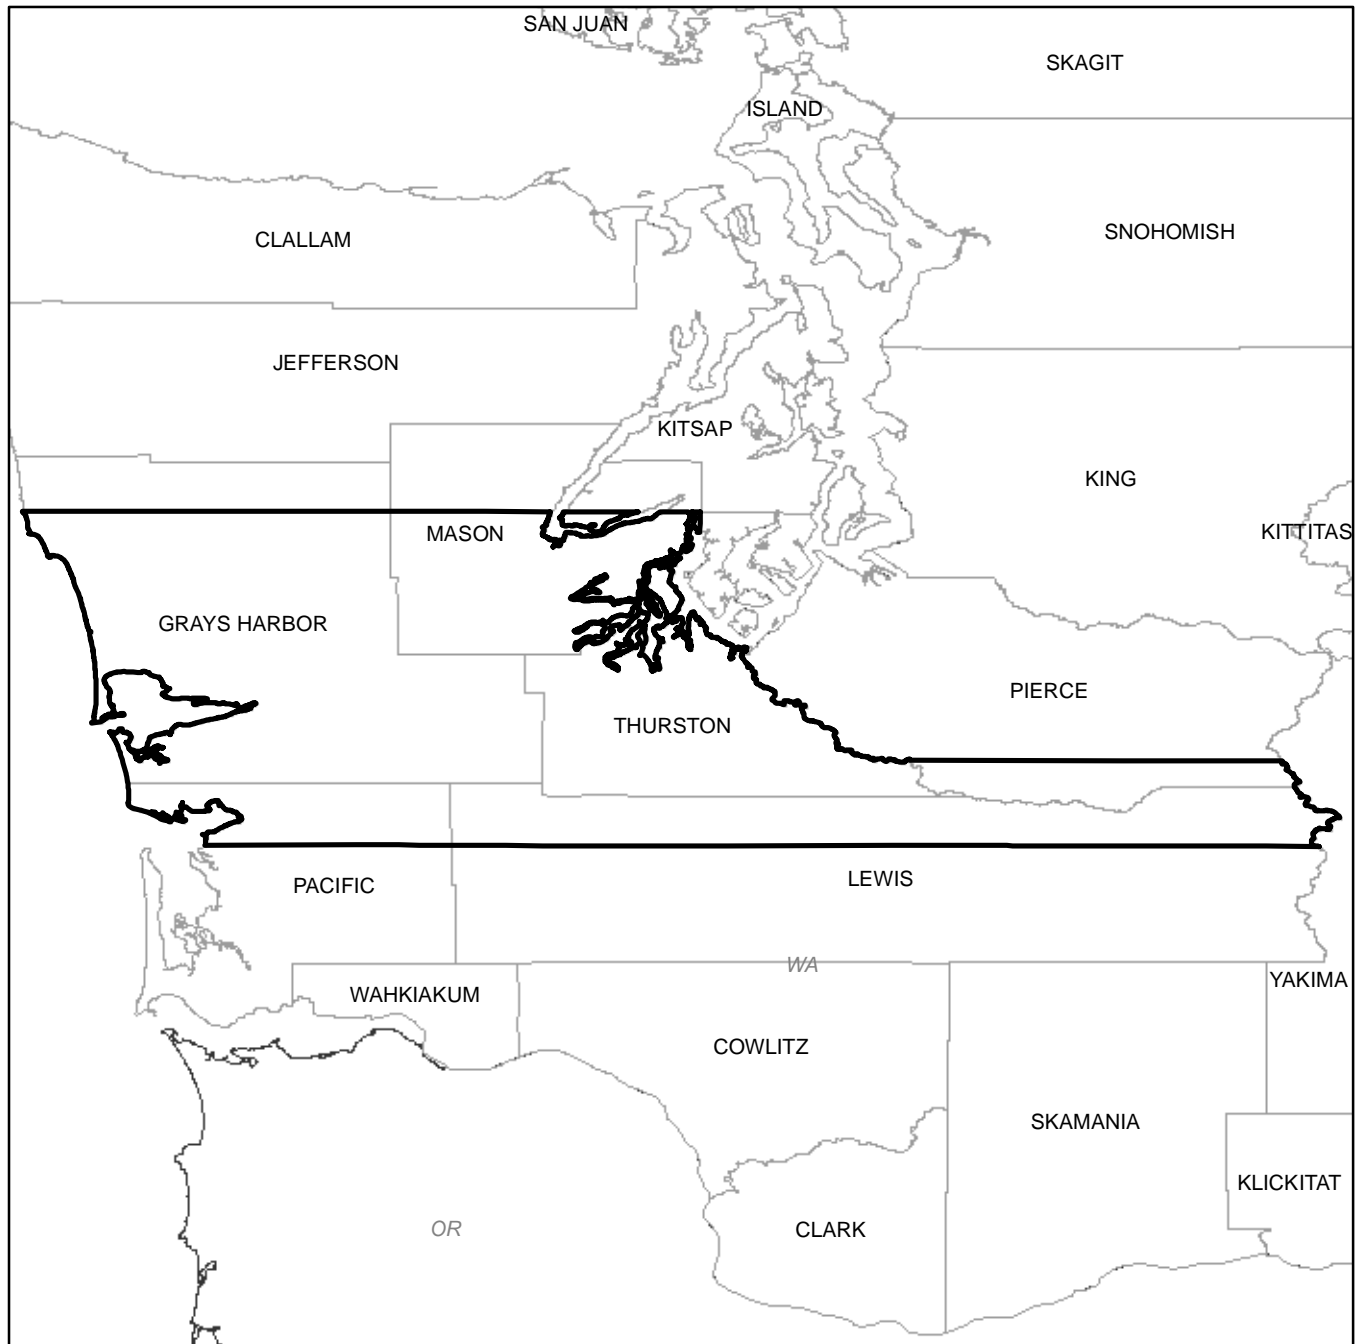 SAN JUAN
SKAGIT
ISLAND
SNOHOMISH
CLALLAM
JEFFERSON
KITSAP
KING
KITTITAS
MASON
GRAYS HARBOR
PIERCE
THURSTON
LEWIS
PACIFIC
WA
YAKIMA
WAHKIAKUM
COWLITZ
SKAMANIA
KLICKITAT
OR
CLARK